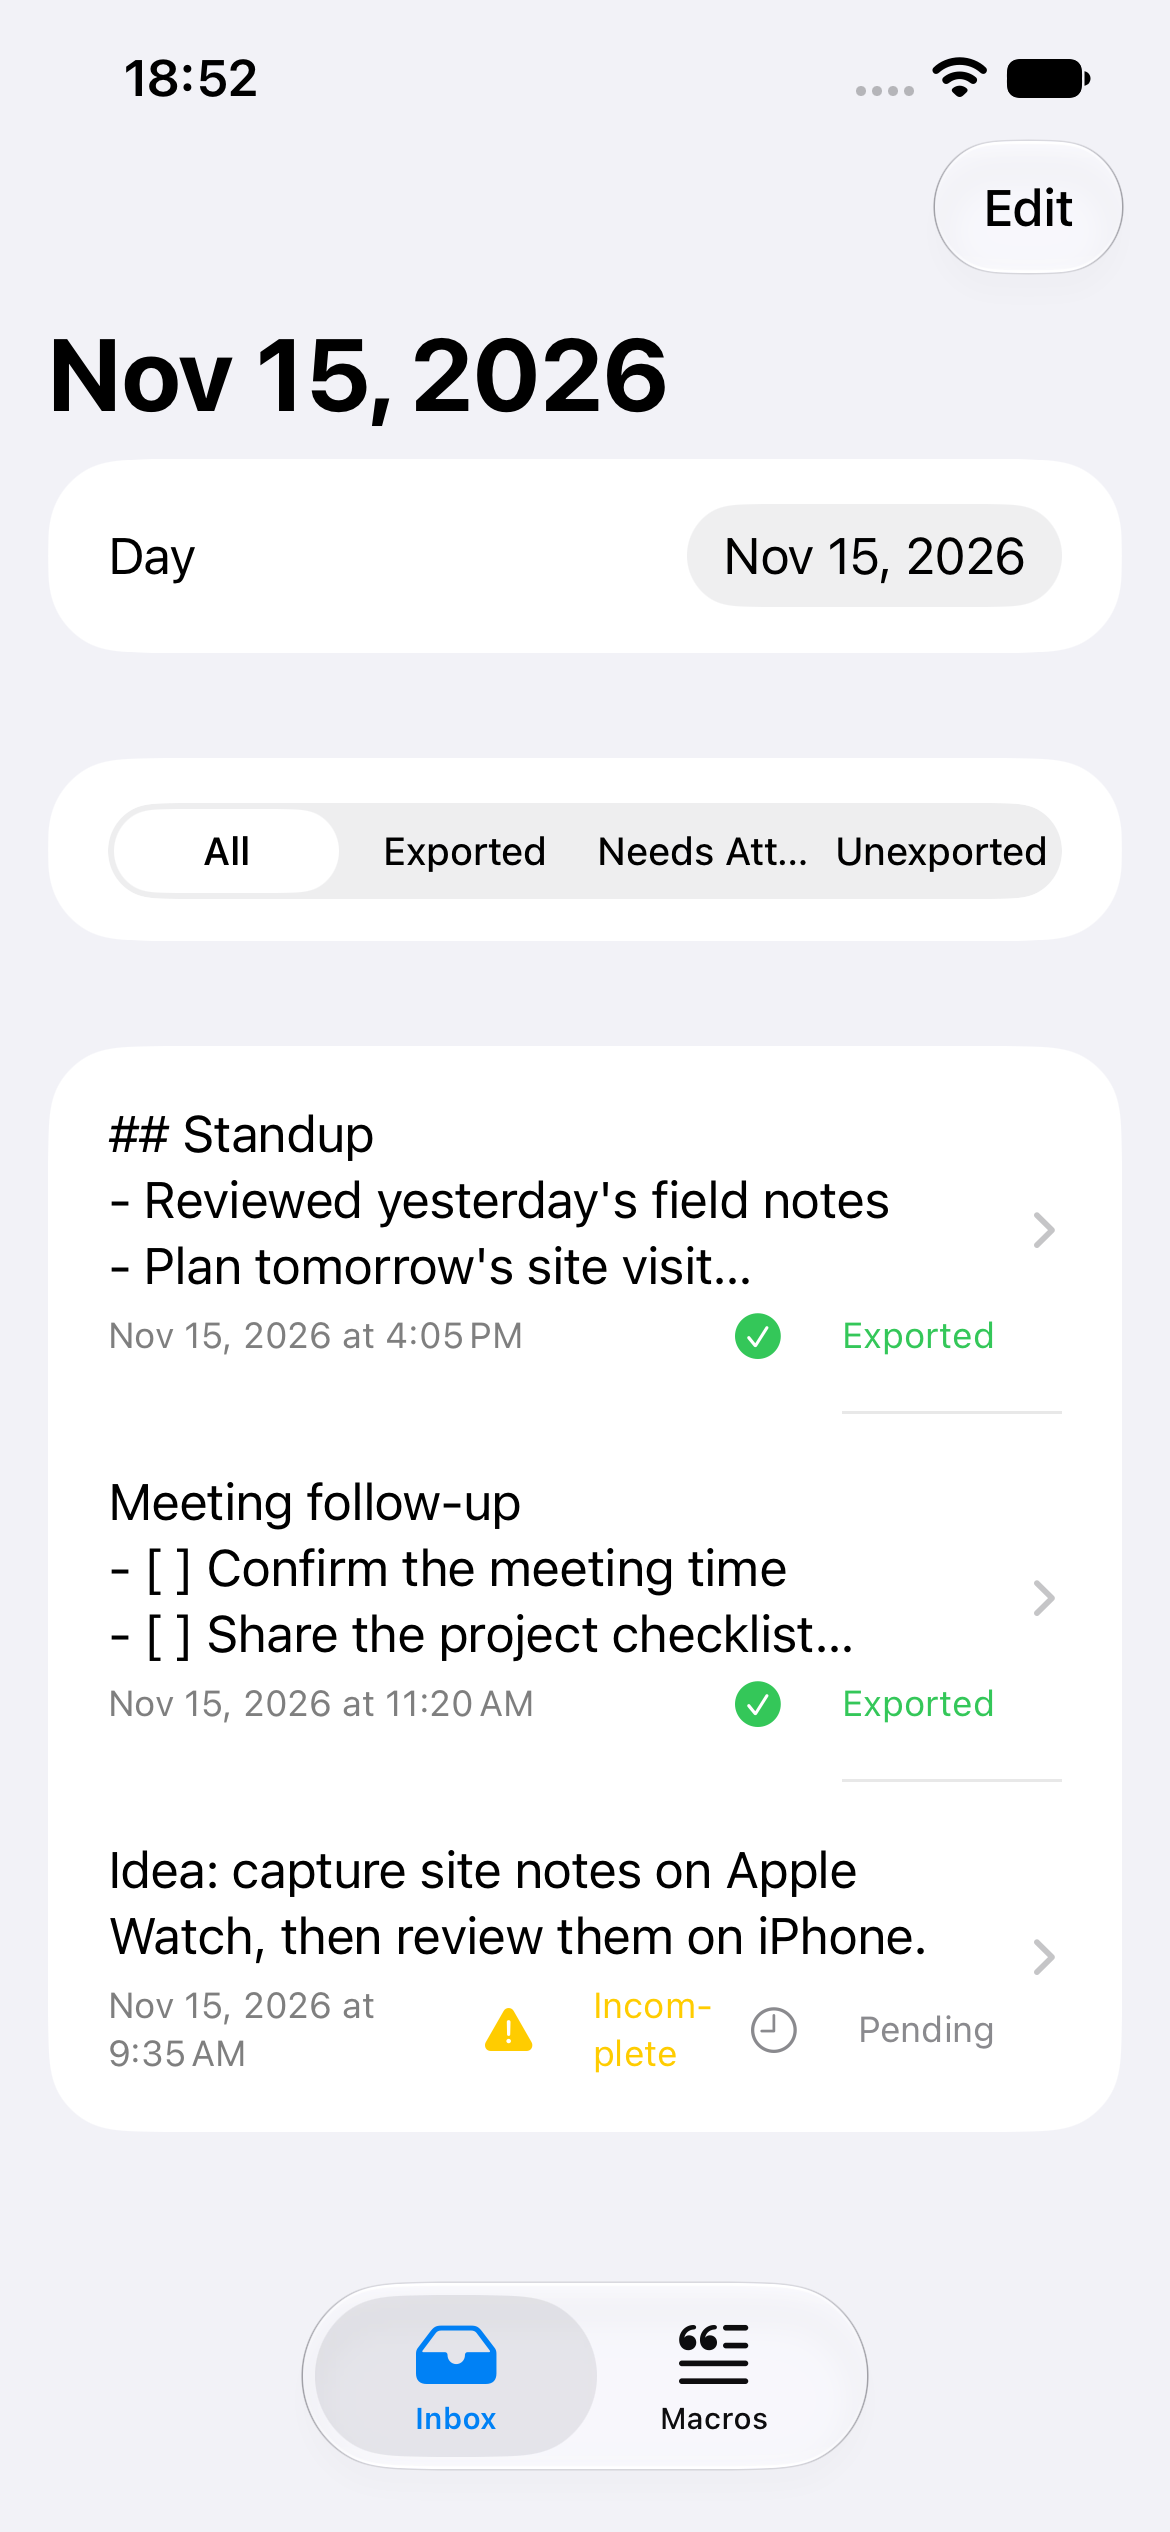 18:52
Edit
Nov 15, 2026
Day
Nov 15, 2026
All
Exported
Needs Att...
Unexported
## Standup
- Reviewed yesterday's field notes
- Plan tomorrow's site visit...
Nov 15, 2026 at 4:05 PM
Exported
Meeting follow-up
- [ ] Confirm the meeting time
- [ ] Share the project checklist...
Nov 15, 2026 at 11:20 AM
Exported
Idea: capture site notes on Apple
Watch, then review them on iPhone.
Nov 15, 2026 at
9:35 AM
Incom-
plete
Pending
Inbox
Macros